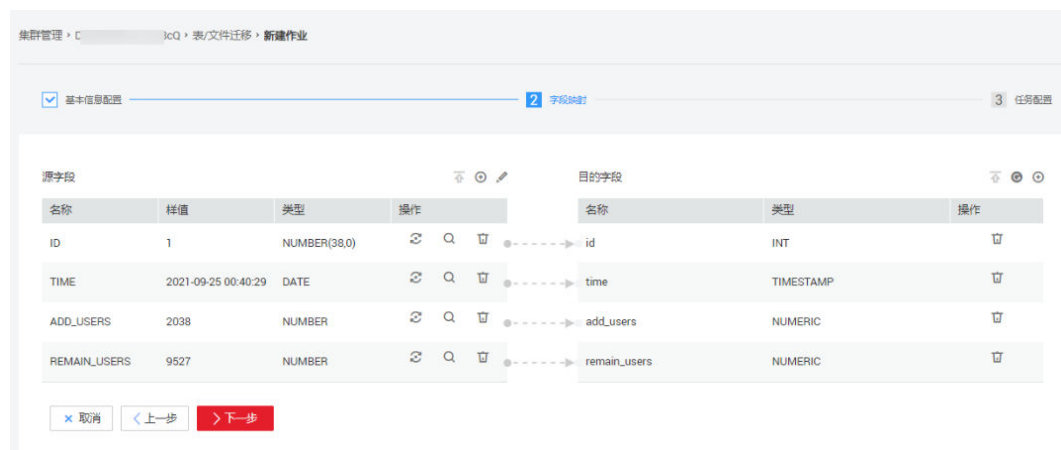 集群管理 › D 3cQ › 表/文件迁移 › 新建作业
基本信息配置 2 字段映射 3 任务配置
源字段 目的字段
名称 样值 类型 操作 名称 类型 操作
ID 1 NUMBER(38,0) id INT
TIME 2021-09-25 00:40:29 DATE time TIMESTAMP
ADD_USERS 2038 NUMBER add_users NUMERIC
REMAIN_USERS 9527 NUMBER remain_users NUMERIC
取消 上一步 下一步